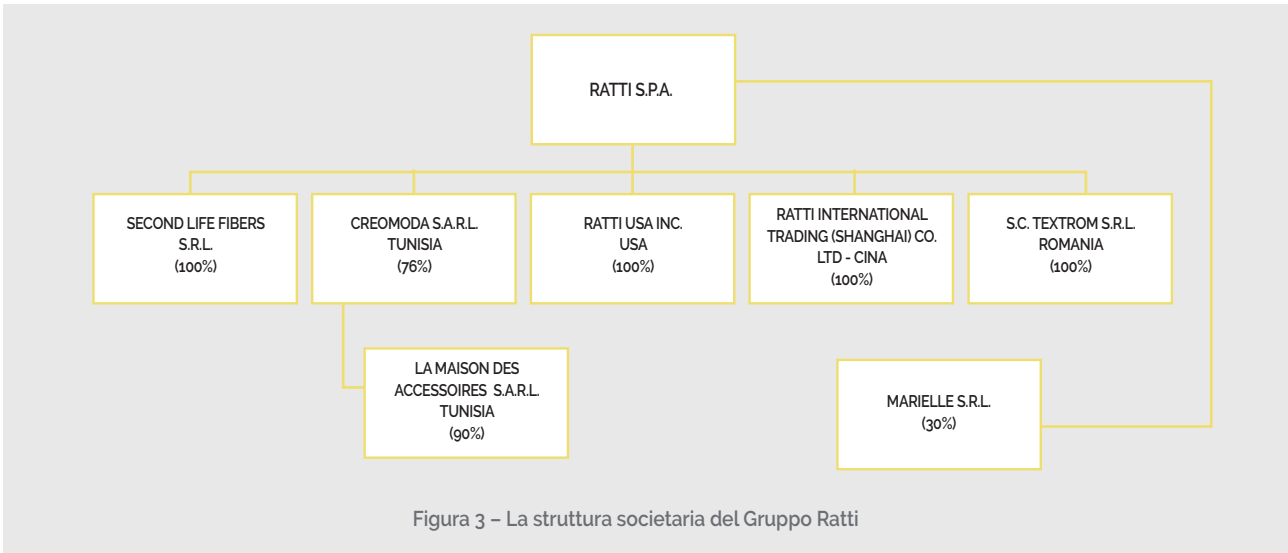 RATTI S.P.A.
SECOND LIFE FIBERS
S.R.L.
(100%)
CREOMODA S.A.R.L.
TUNISIA
(76%)
RATTI USA INC.
USA
(100%)
RATTI INTERNATIONAL
TRADING (SHANGHAI) CO.
LTD - CINA
(100%)
S.C. TEXTROM S.R.L.
ROMANIA
(100%)
LA MAISON DES
ACCESSOIRES S.A.R.L.
TUNISIA
(90%)
MARIELLE S.R.L.
(30%)
Figura 3 – La struttura societaria del Gruppo Ratti